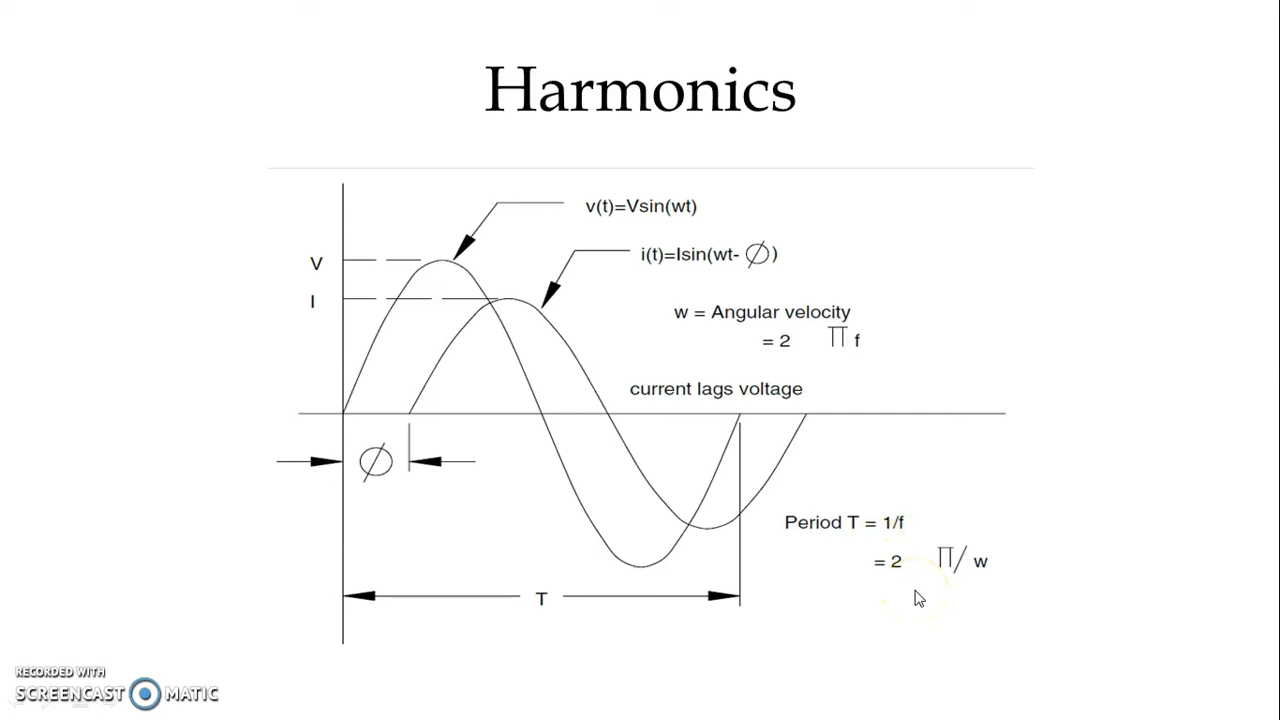 Harmonics
v(t)=Vsin(wt)
i(t)=Isin(wt- ∅)
V
I
w = Angular velocity
= 2 π f
current lags voltage
∅
Period T = 1/f
= 2 π/ w
T
RECORDED WITH
SCREENCAST MATIC